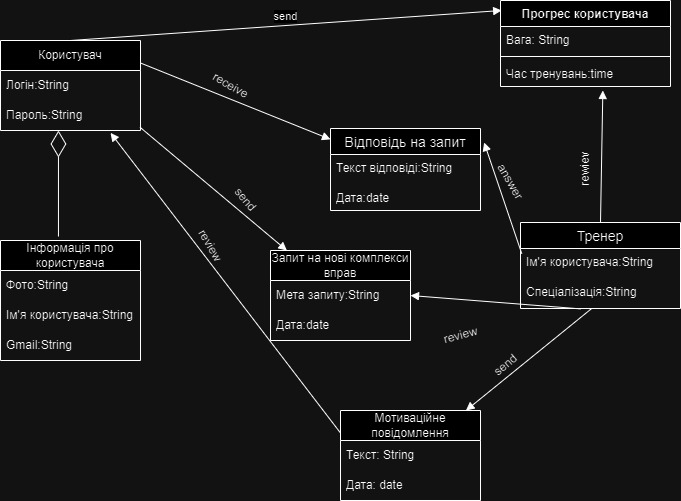 send
Прогрес користувача
Вага: String
Час тренувань:time
Користувач
Логін:String
Пароль:String
receive
Відповідь на запит
Текст відповіді:String
Дата:date
answer
rewiev
send
review
Тренер
Ім'я користувача:String
Спеціалізація:String
Інформація про
користувача
Фото:String
Ім'я користувача:String
Gmail:String
Запит на нові комплекси
вправ
Мета запиту:String
Дата:date
review
send
Мотиваційне
повідомлення
Текст: String
Дата: date